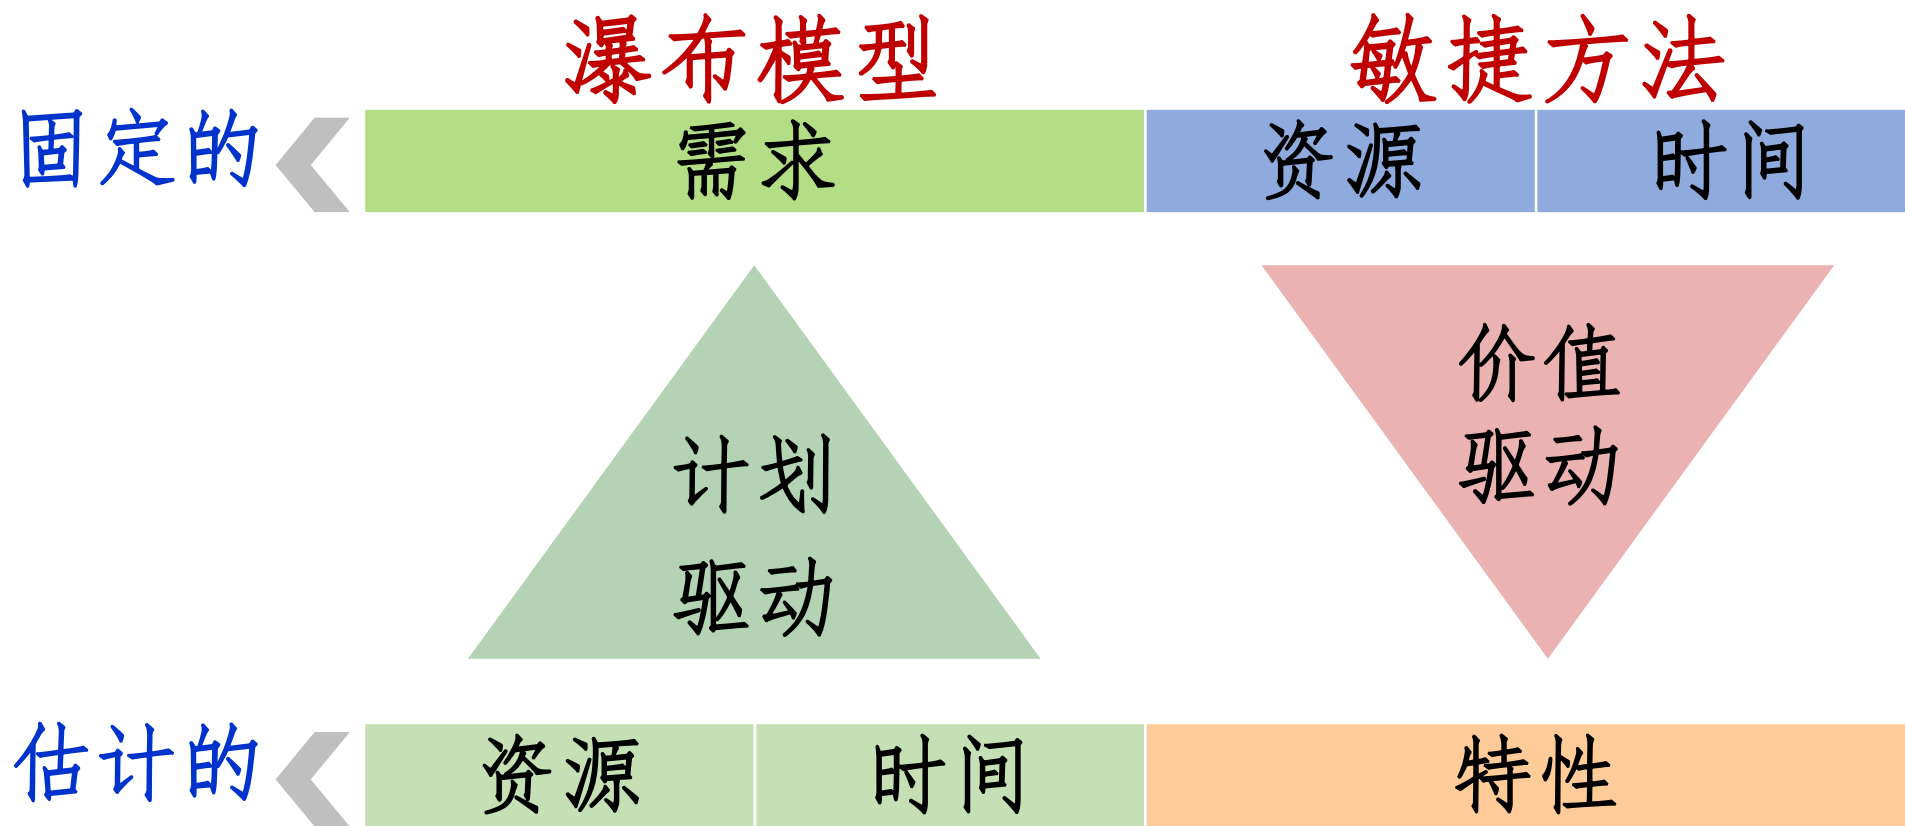 瀑布模型 敏捷方法
固定的 需求 资源 时间
价值
驱动
计划
驱动
估计的 资源 时间 特性